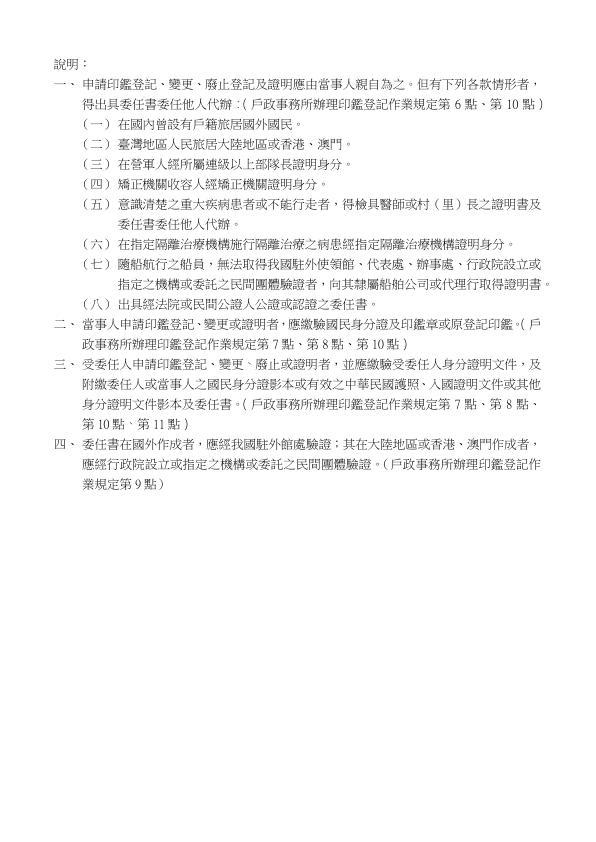 說明：
一、 申請印鑑登記、變更、廢止登記及證明應由當事人親自為之。但有下列各款情形者，
得出具委任書委任他人代辦：（戶政事務所辦理印鑑登記作業規定第 6 點、第 10 點）
（一） 在國內曾設有戶籍旅居國外國民。
（二） 臺灣地區人民旅居大陸地區或香港、澳門。
（三） 在營軍人經所屬連級以上部隊長證明身分。
（四） 矯正機關收容人經矯正機關證明身分。
（五） 意識清楚之重大疾病患者或不能行走者，得檢具醫師或村（里）長之證明書及
委任書委任他人代辦。
（六） 在指定隔離治療機構施行隔離治療之病患經指定隔離治療機構證明身分。
（七） 隨船航行之船員，無法取得我國駐外使領館、代表處、辦事處、行政院設立或
指定之機構或委託之民間團體驗證者，向其隸屬船舶公司或代理行取得證明書。
（八） 出具經法院或民間公證人公證或認證之委任書。
二、 當事人申請印鑑登記、變更或證明者，應繳驗國民身分證及印鑑章或原登記印鑑。（戶
政事務所辦理印鑑登記作業規定第 7 點、第 8 點、第 10 點）
三、 受委任人申請印鑑登記、變更、廢止或證明者，並應繳驗受委任人身分證明文件，及
附繳委任人或當事人之國民身分證影本或有效之中華民國護照、入國證明文件或其他
身分證明文件影本及委任書。（戶政事務所辦理印鑑登記作業規定第 7 點、第 8 點、
第 10 點、第 11 點）
四、 委任書在國外作成者，應經我國駐外館處驗證；其在大陸地區或香港、澳門作成者，
應經行政院設立或指定之機構或委託之民間團體驗證。（戶政事務所辦理印鑑登記作
業規定第 9 點）